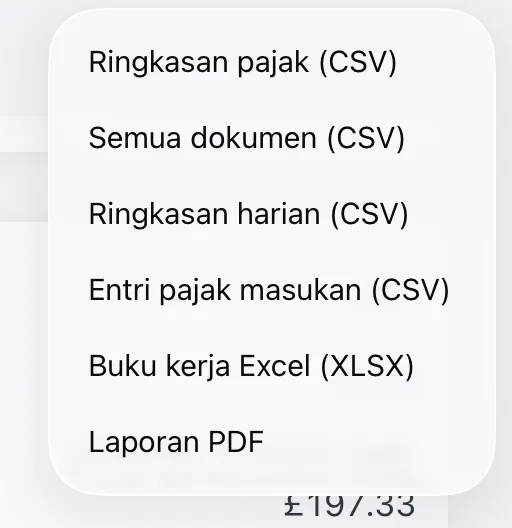 Ringkasan pajak (CSV)
Semua dokumen (CSV)
Ringkasan harian (CSV)
Entri pajak masukan (CSV)
Buku kerja Excel (XLSX)
Laporan PDF
£197.33